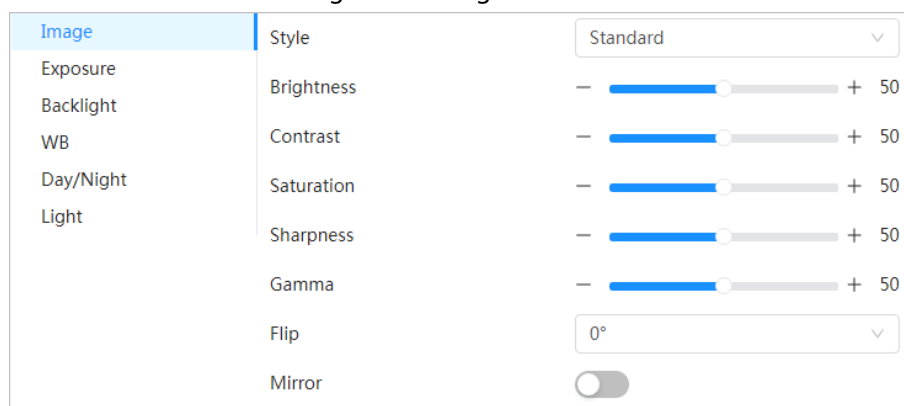 Image
Exposure
Backlight
WB
Day/Night
Light
Style Standard
Brightness − + 50
Contrast − + 50
Saturation − + 50
Sharpness − + 50
Gamma − + 50
Flip 0°
Mirror